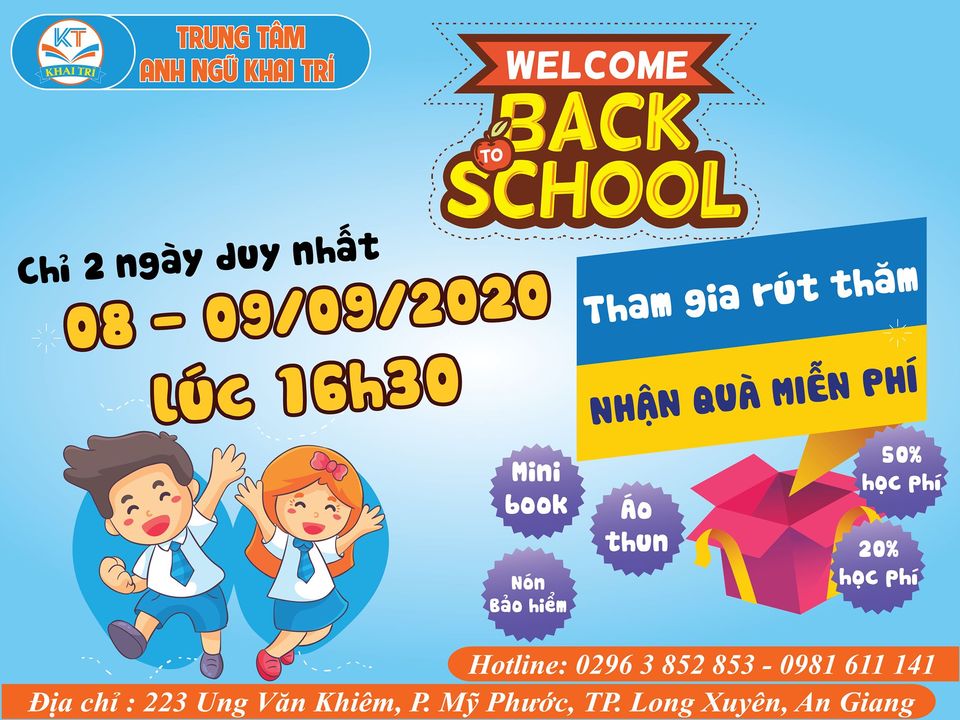 KT
KHAI TRÍ
TRUNG TÂM
ANH NGỮ KHAI TRÍ
WELCOME
BACK
TO
SCHOOL
Chỉ 2 ngày duy nhất
08 - 09/09/2020
lúc 16h30
Tham gia rút thăm
NHẬN QUÀ MIỄN PHÍ
Mini
book
Áo
thun
Nón
Bảo hiểm
50%
học phí
20%
học phí
Hotline: 0296 3 852 853 - 0981 611 141
Địa chỉ : 223 Ung Văn Khiêm, P. Mỹ Phước, TP. Long Xuyên, An Giang